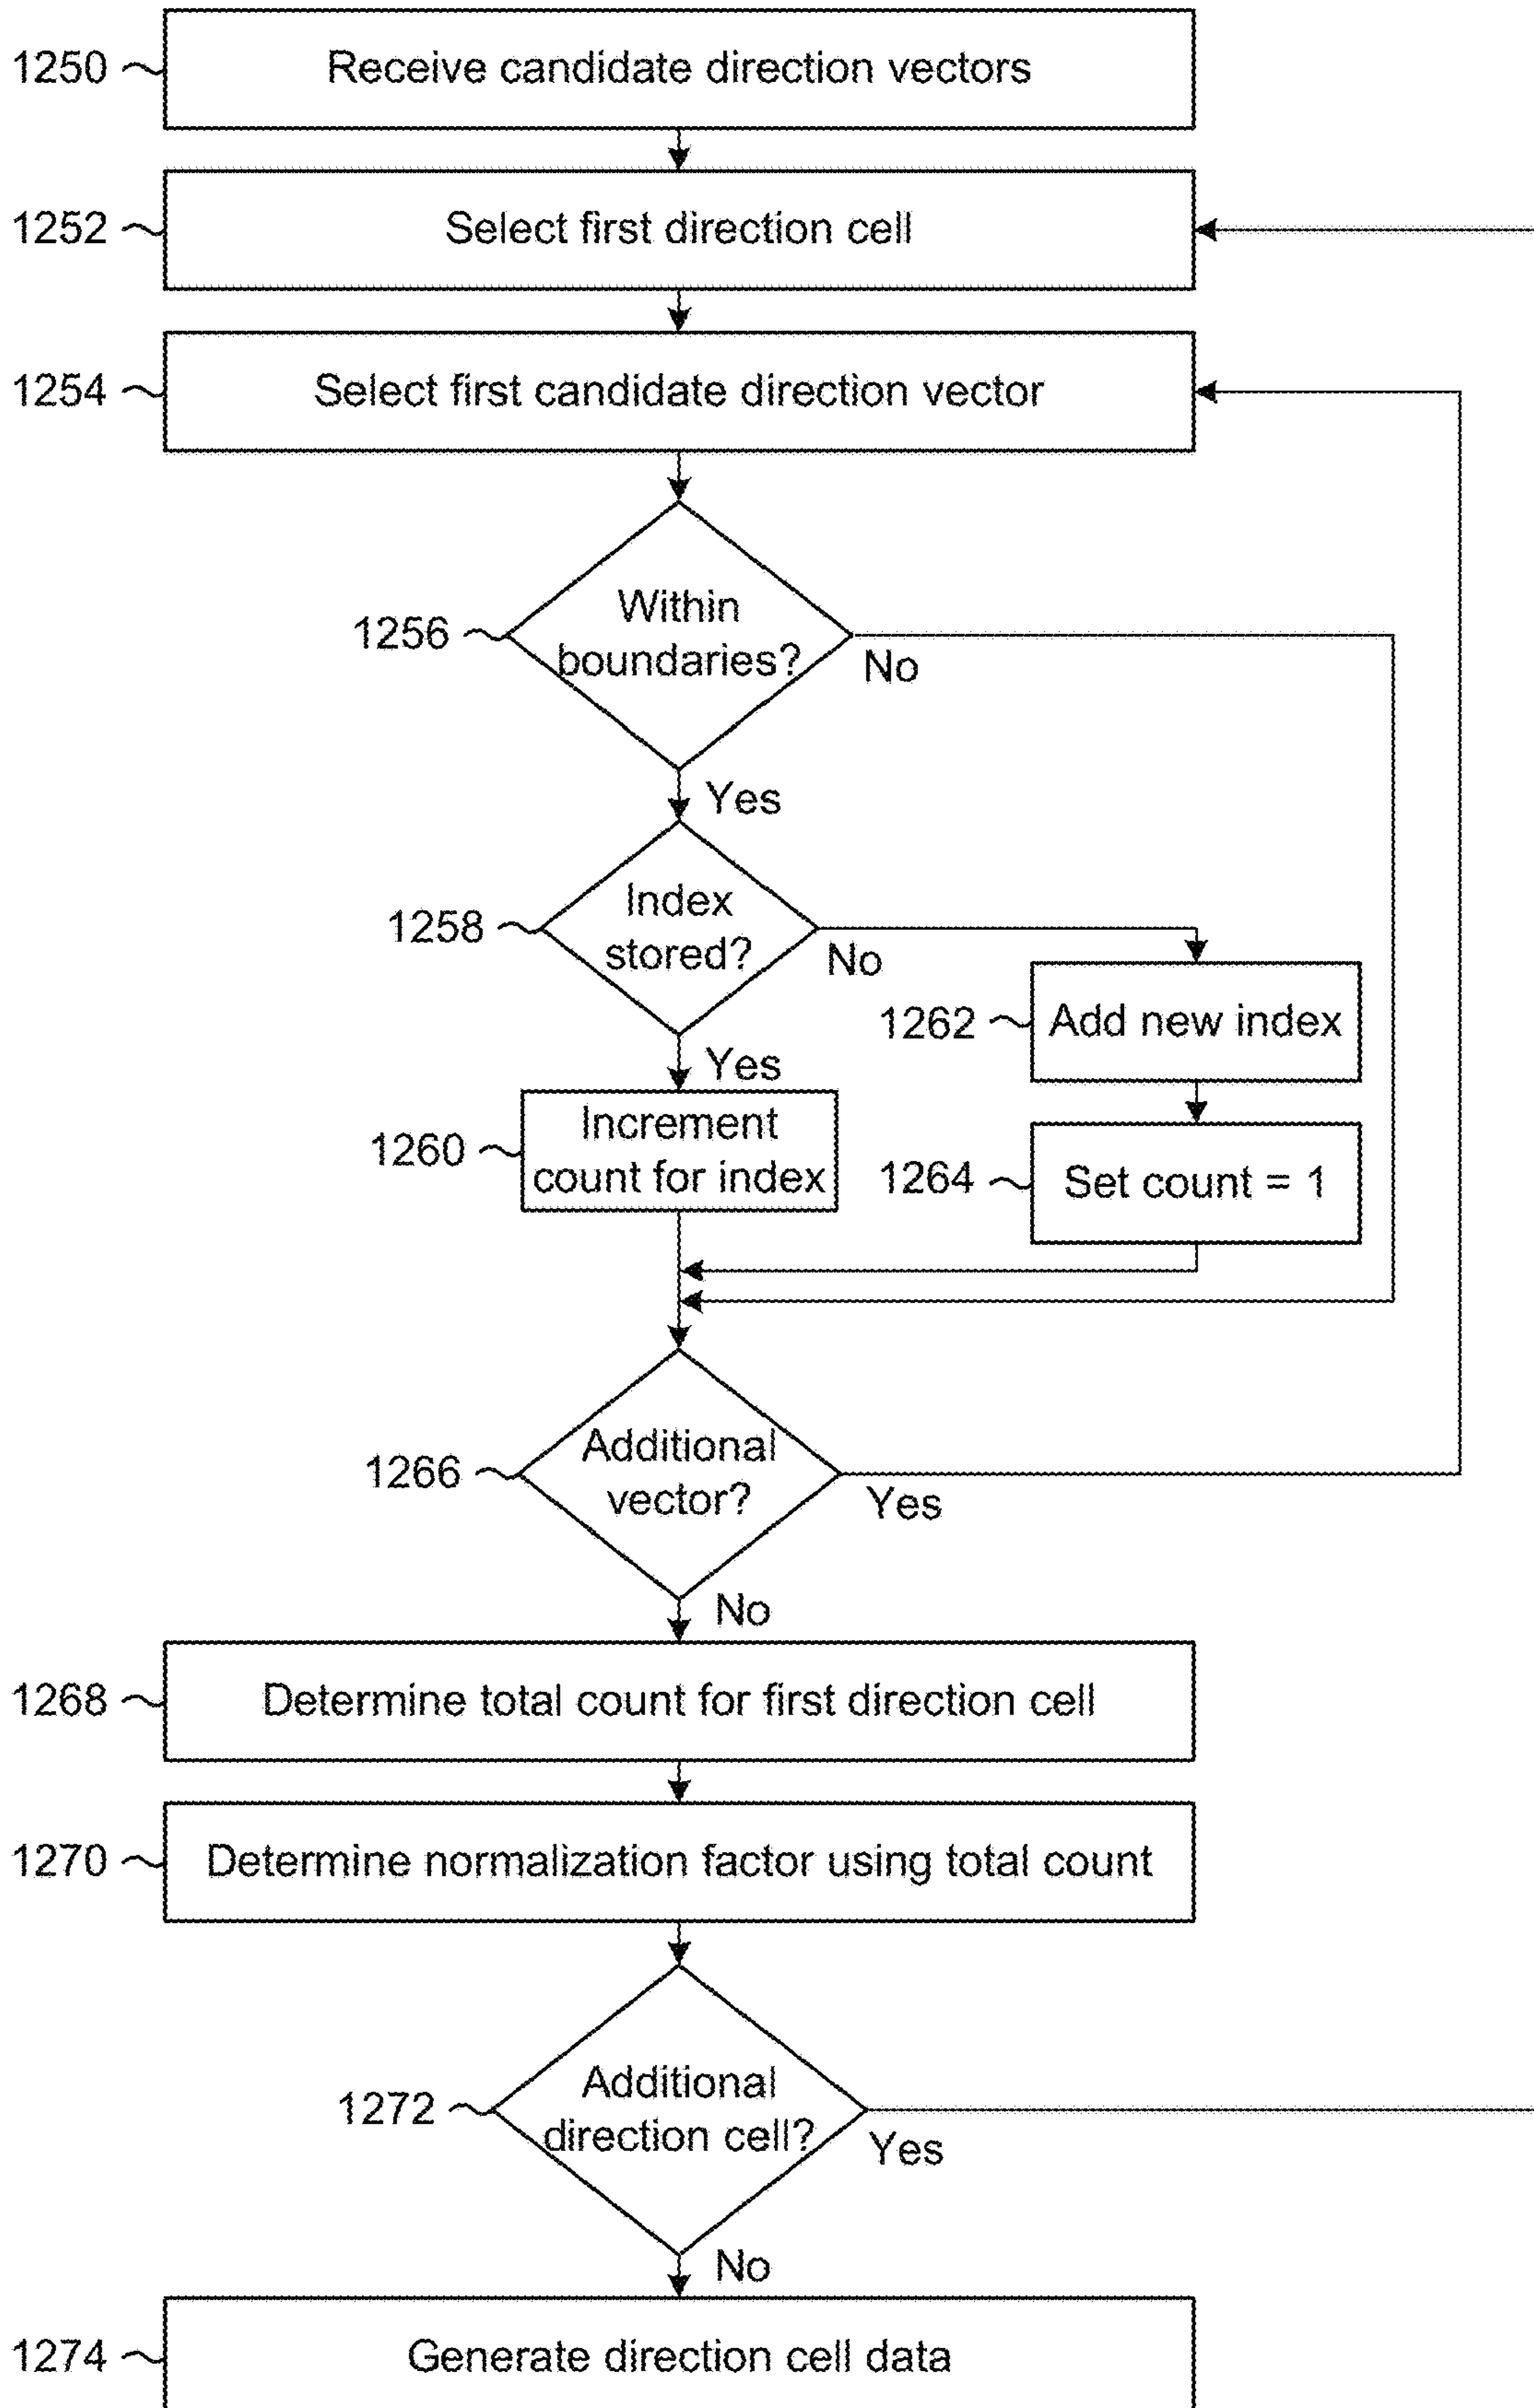 1250
Receive candidate direction vectors
1252
Select first direction cell
1254
Select first candidate direction vector
1256
Within
boundaries?
No
Yes
1258
Index
stored?
No
1262
Add new index
Yes
1260
Increment
count for index
1264
Set count = 1
1266
Additional
vector?
Yes
No
1268
Determine total count for first direction cell
1270
Determine normalization factor using total count
1272
Additional
direction cell?
Yes
No
1274
Generate direction cell data